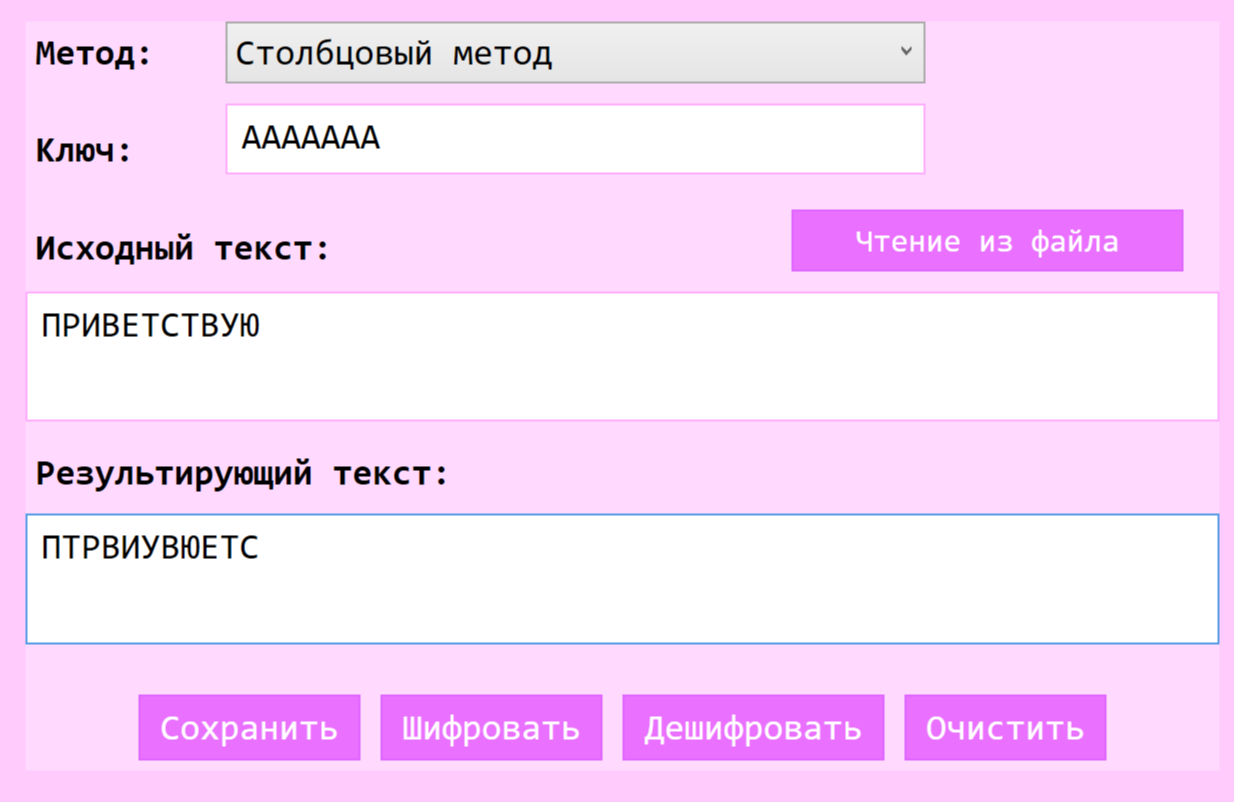 Метод: Столбцовый метод
Ключ: ААААААА
Исходный текст: Чтение из файла
ПРИВЕТСТВУЮ
Результирующий текст:
ПТРВИУВЮЕТС
Сохранить Шифровать Дешифровать Очистить